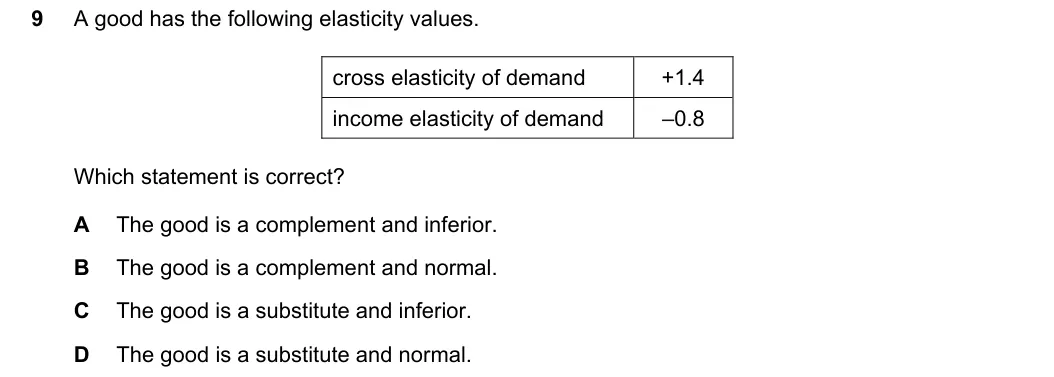 9 A good has the following elasticity values.
cross elasticity of demand +1.4
income elasticity of demand –0.8
Which statement is correct?
A The good is a complement and inferior.
B The good is a complement and normal.
C The good is a substitute and inferior.
D The good is a substitute and normal.